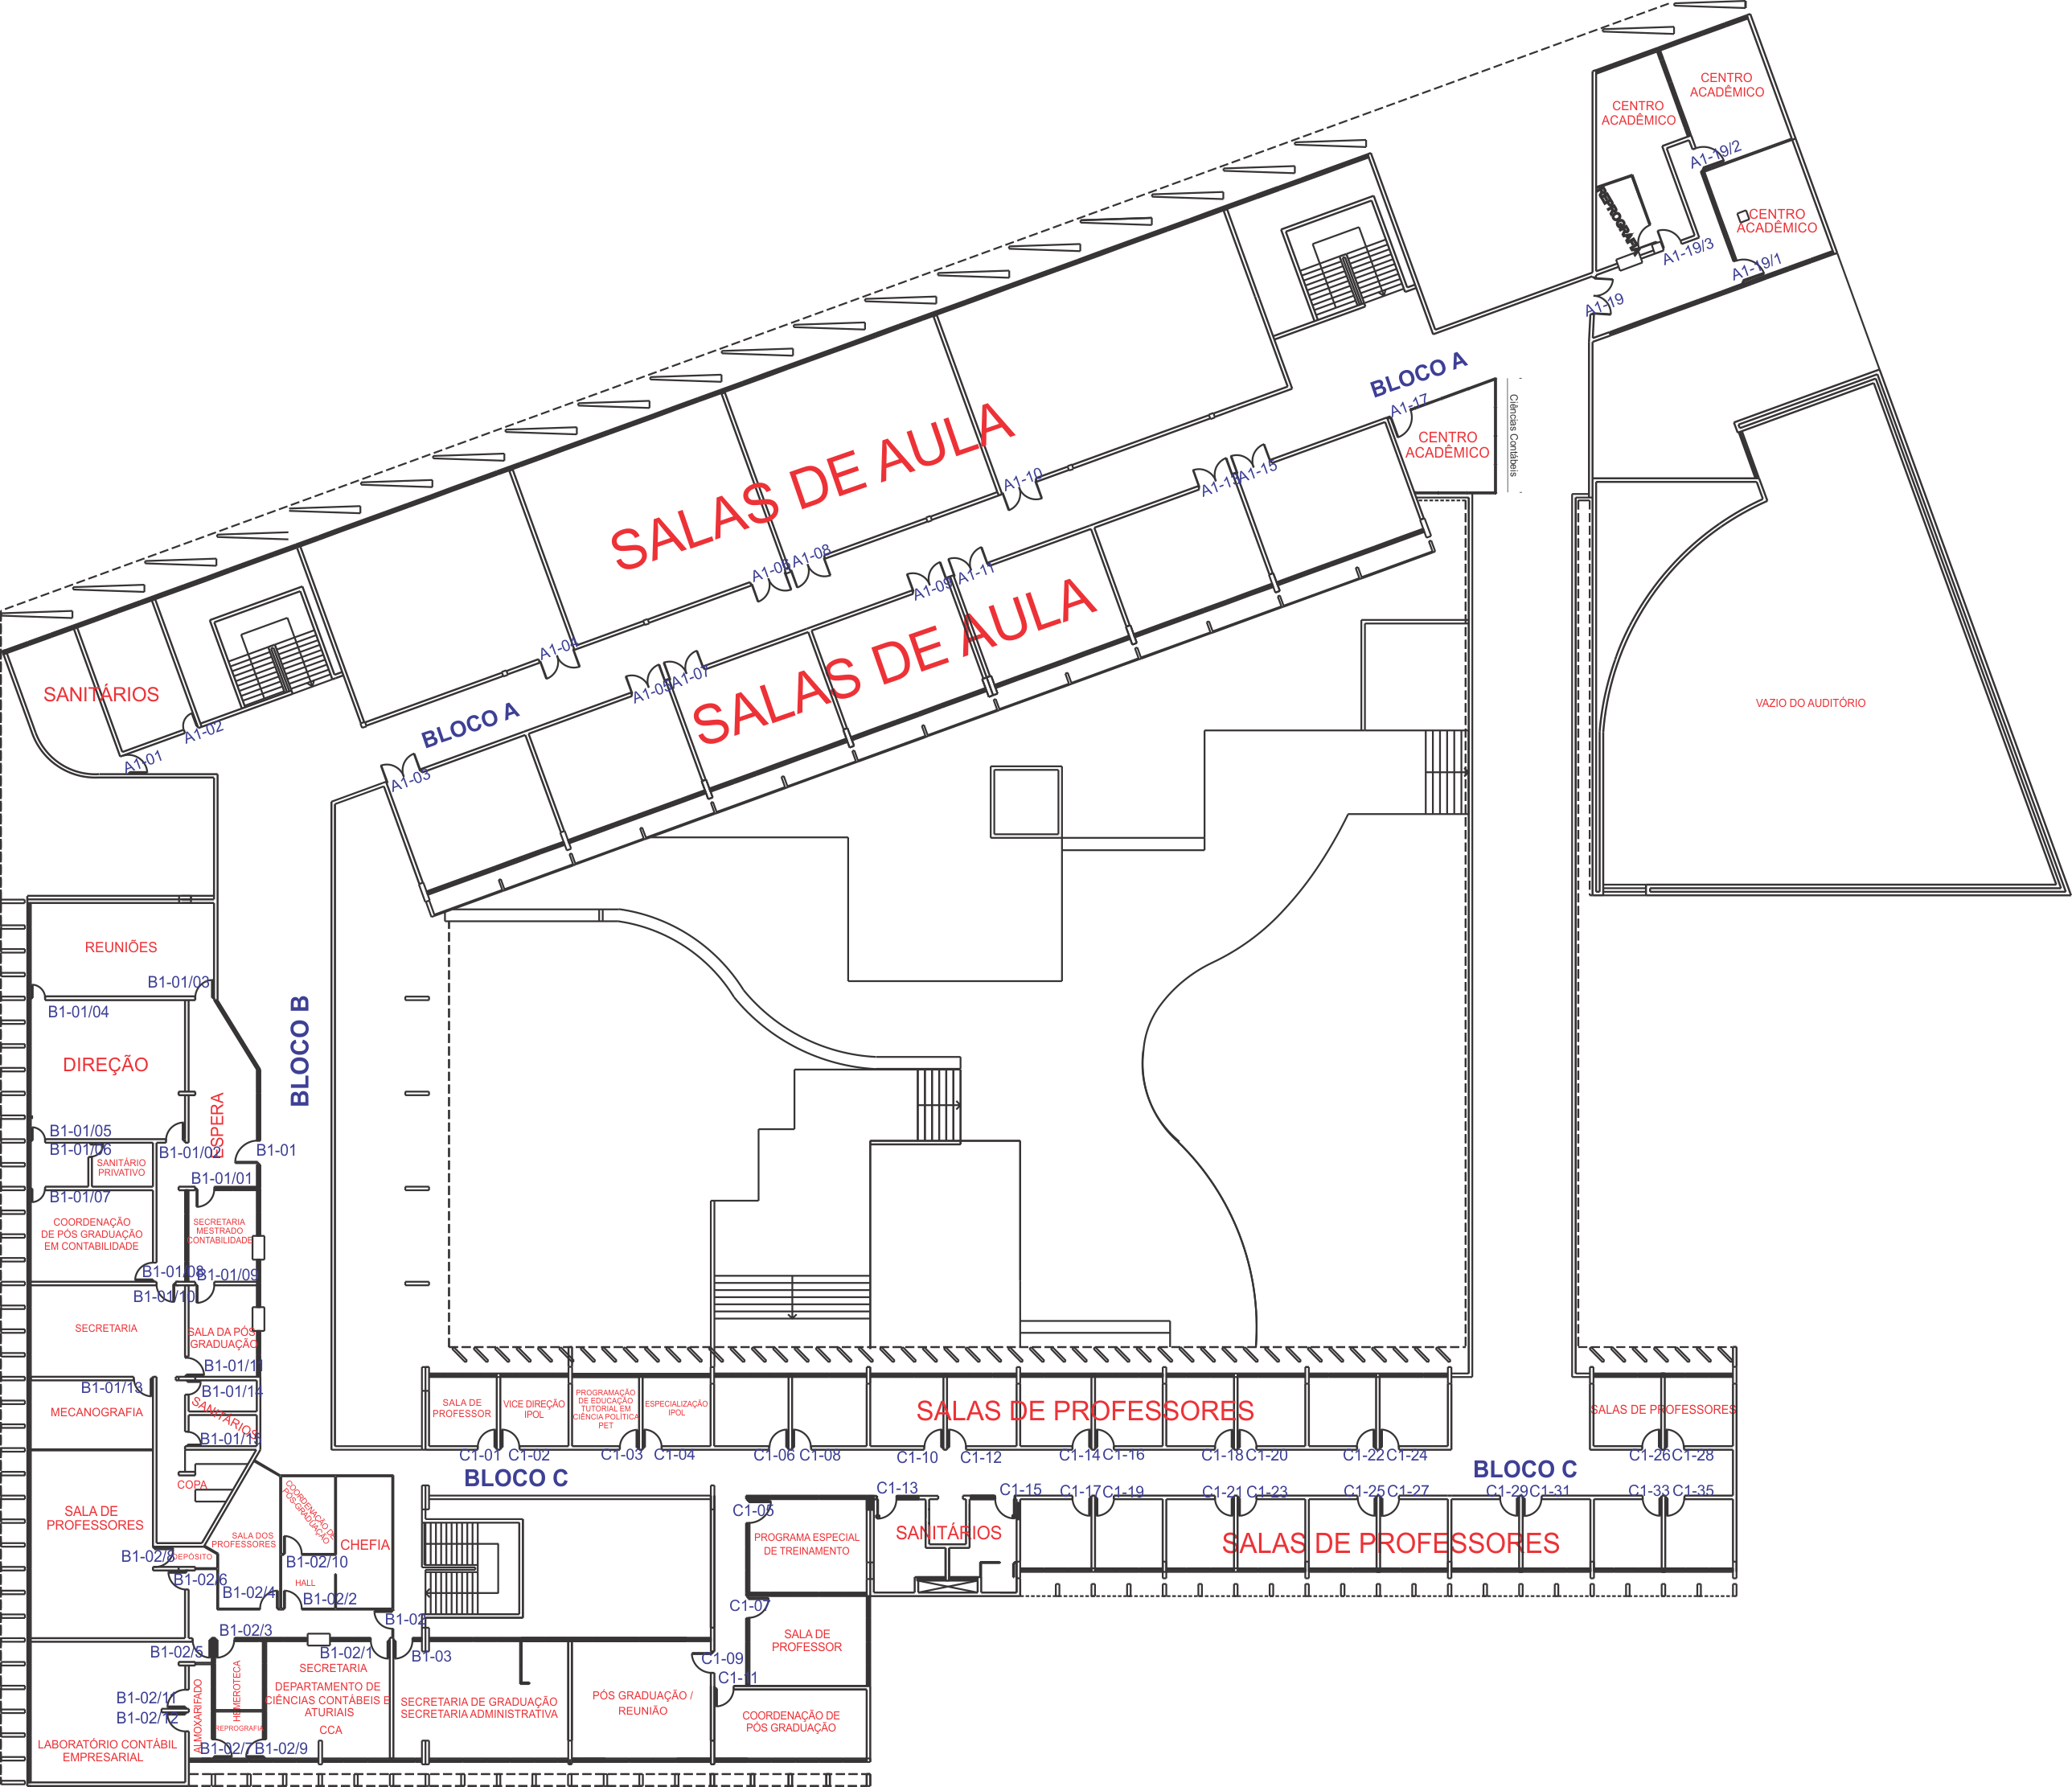 CENTRO
ACADÊMICO
CENTRO
ACADÊMICO
A1-19/2
REPROGRAFIA
CENTRO
ACADÊMICO
A1-19/3
A1-19/1
A1-19
BLOCO A
A1-17
CENTRO
ACADÊMICO
Ciências Contábeis
SALAS DE AULA
A1-10
A1-13
A1-15
A1-06
A1-08
A1-09
A1-11
SALAS DE AULA
A1-04
A1-05
A1-07
SANITÁRIOS
A1-02
A1-01
BLOCO A
A1-03
VAZIO DO AUDITÓRIO
REUNIÕES
B1-01/03
B1-01/04
BLOCO B
DIREÇÃO
ESPERA
B1-01/05
B1-01/06
B1-01/02
B1-01
SANITÁRIO
PRIVATIVO
B1-01/01
B1-01/07
COORDENAÇÃO
DE PÓS GRADUAÇÃO
EM CONTABILIDADE
SECRETARIA
MESTRADO
CONTABILIDADE
B1-01/08
B1-01/09
B1-01/10
SECRETARIA
SALA DA PÓS
GRADUAÇÃO
B1-01/11
B1-01/13
B1-01/14
MECANOGRAFIA
SANITÁRIOS
B1-01/15
COPA
SALA DE
PROFESSORES
COORDENAÇÃO DE
PÓS-GRADUAÇÃO
SALA DOS
PROFESSORES
CHEFIA
B1-02/8
DEPÓSITO
B1-02/10
B1-02/6
HALL
B1-02/4
B1-02/2
B1-02
B1-02/3
B1-02/5
B1-02/1
B1-03
SECRETARIA
DEPARTAMENTO DE
CIÊNCIAS CONTÁBEIS E
ATURIAIS
CCA
HEMEROTECA
ALMOXARIFADO
REPROGRAFIA
B1-02/11
B1-02/12
B1-02/7
B1-02/9
LABORATÓRIO CONTÁBIL
EMPRESARIAL
SECRETARIA DE GRADUAÇÃO
SECRETARIA ADMINISTRATIVA
PÓS GRADUAÇÃO /
REUNIÃO
SALA DE
PROFESSOR
VICE DIREÇÃO
IPOL
PROGRAMAÇÃO
DE EDUCAÇÃO
TUTORIAL EM
CIÊNCIA POLÍTICA
PET
ESPECIALIZAÇÃO
IPOL
SALAS DE PROFESSORES
SALAS DE PROFESSORES
C1-01
C1-02
C1-03
C1-04
C1-06
C1-08
C1-10
C1-12
C1-14
C1-16
C1-18
C1-20
C1-22
C1-24
C1-26
C1-28
BLOCO C
BLOCO C
C1-13
C1-15
C1-17
C1-19
C1-21
C1-23
C1-25
C1-27
C1-29
C1-31
C1-33
C1-35
C1-05
PROGRAMA ESPECIAL
DE TREINAMENTO
SANITÁRIOS
SALAS DE PROFESSORES
C1-07
SALA DE
PROFESSOR
C1-09
C1-11
COORDENAÇÃO DE
PÓS GRADUAÇÃO